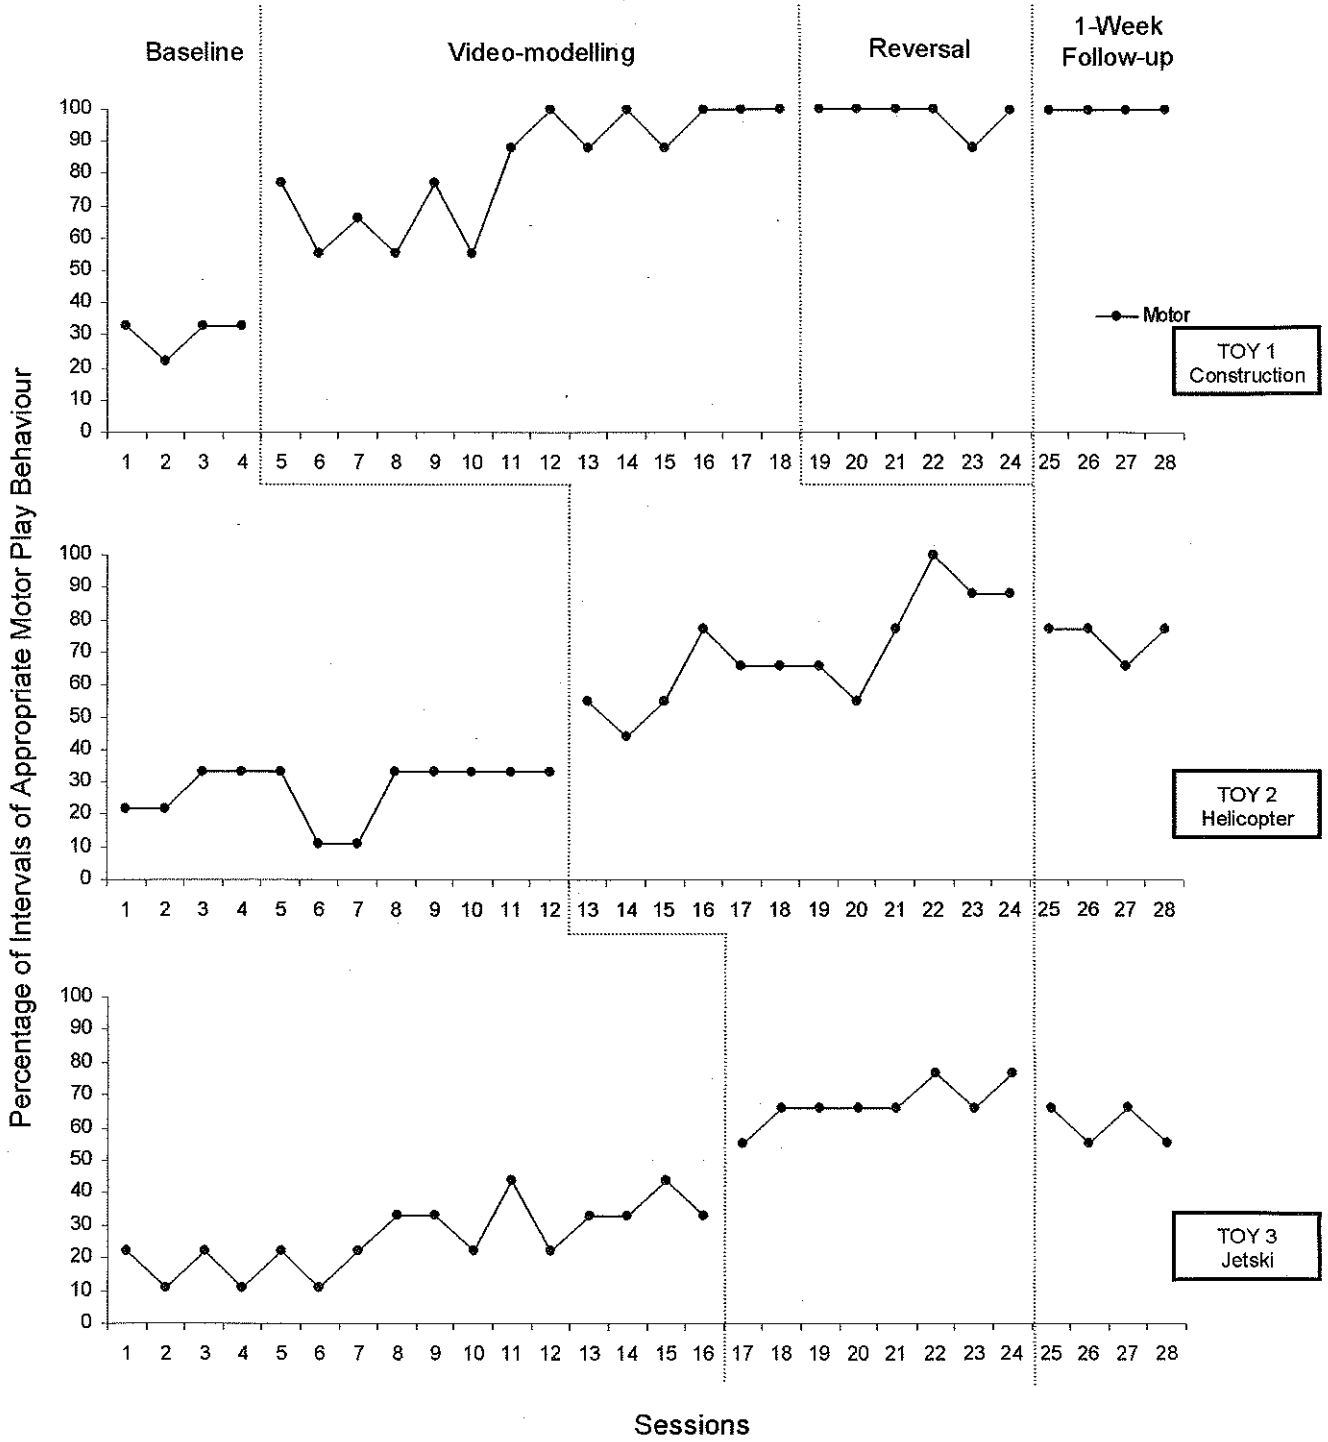 Baseline
Video-modelling
Reversal
1-Week
Follow-up
Percentage of Intervals of Appropriate Motor Play Behaviour
100
90
80
70
60
50
40
30
20
10
0
Motor
TOY 1
Construction
1 2 3 4 5 6 7 8 9 10 11 12 13 14 15 16 17 18 19 20 21 22 23 24 25 26 27 28
100
90
80
70
60
50
40
30
20
10
0
TOY 2
Helicopter
1 2 3 4 5 6 7 8 9 10 11 12 13 14 15 16 17 18 19 20 21 22 23 24 25 26 27 28
100
90
80
70
60
50
40
30
20
10
0
TOY 3
Jetski
1 2 3 4 5 6 7 8 9 10 11 12 13 14 15 16 17 18 19 20 21 22 23 24 25 26 27 28
Sessions